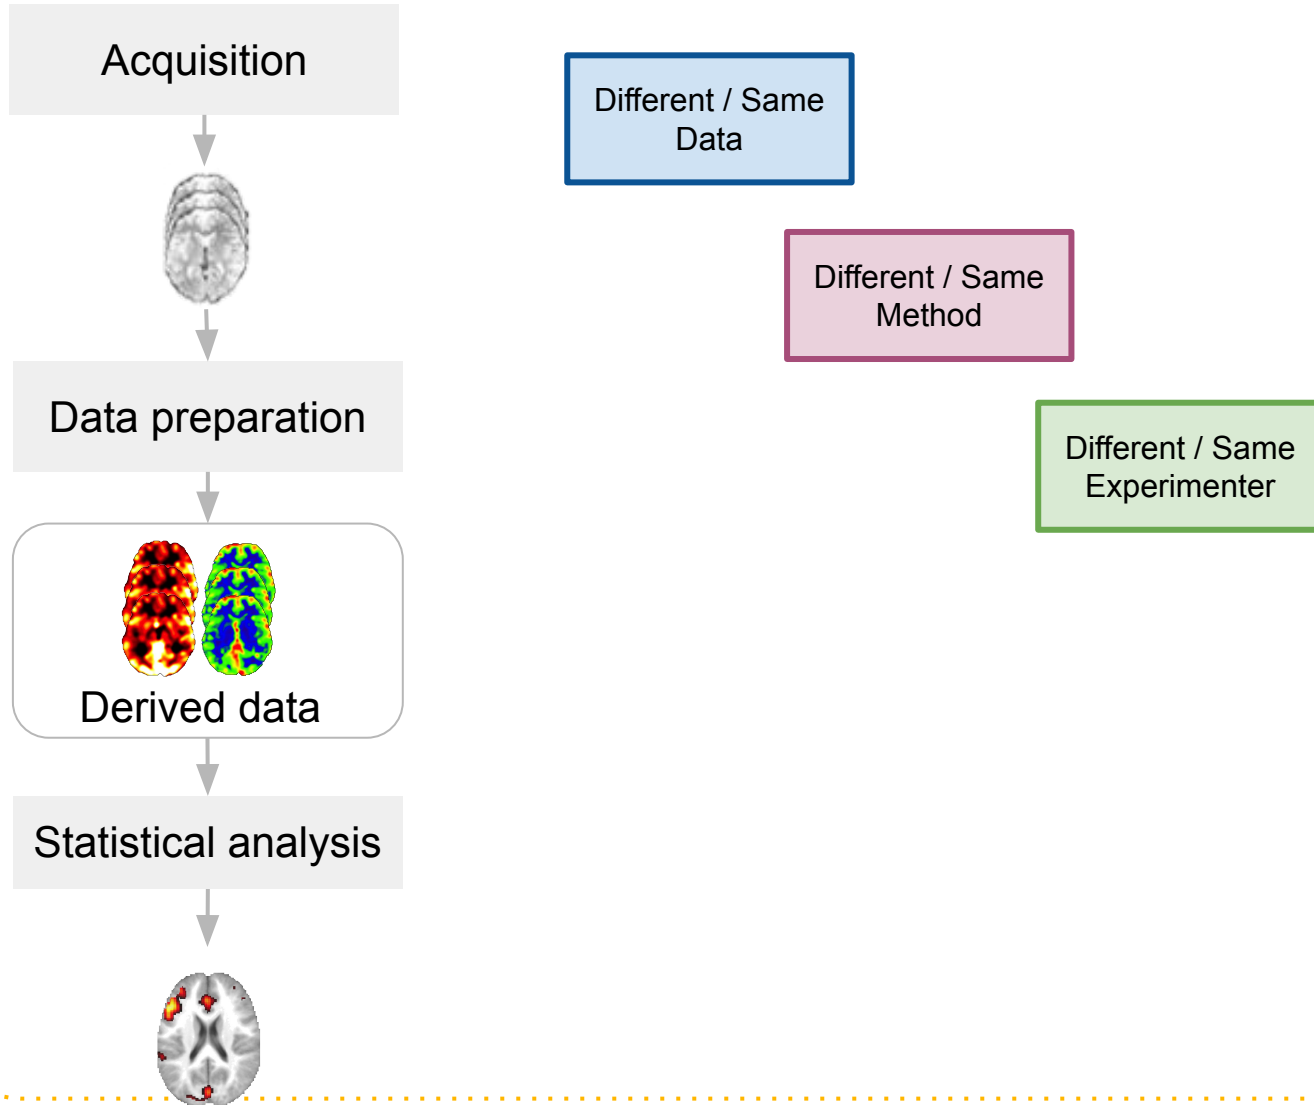 Acquisition
Data preparation
Derived data
Statistical analysis
Different / Same
Data
Different / Same
Method
Different / Same
Experimenter